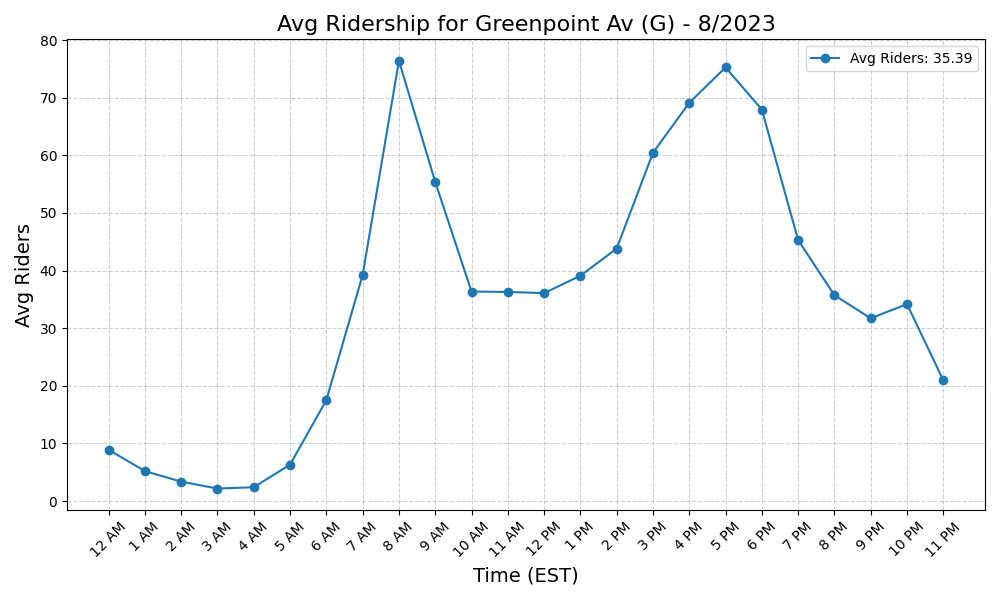 Avg Ridership for Greenpoint Av (G) - 8/2023
Avg Riders: 35.39
Avg Riders
80
70
60
50
40
30
20
10
0
12 AM
1 AM
2 AM
3 AM
4 AM
5 AM
6 AM
7 AM
8 AM
9 AM
10 AM
11 AM
12 PM
1 PM
2 PM
3 PM
4 PM
5 PM
6 PM
7 PM
8 PM
9 PM
10 PM
11 PM
Time (EST)